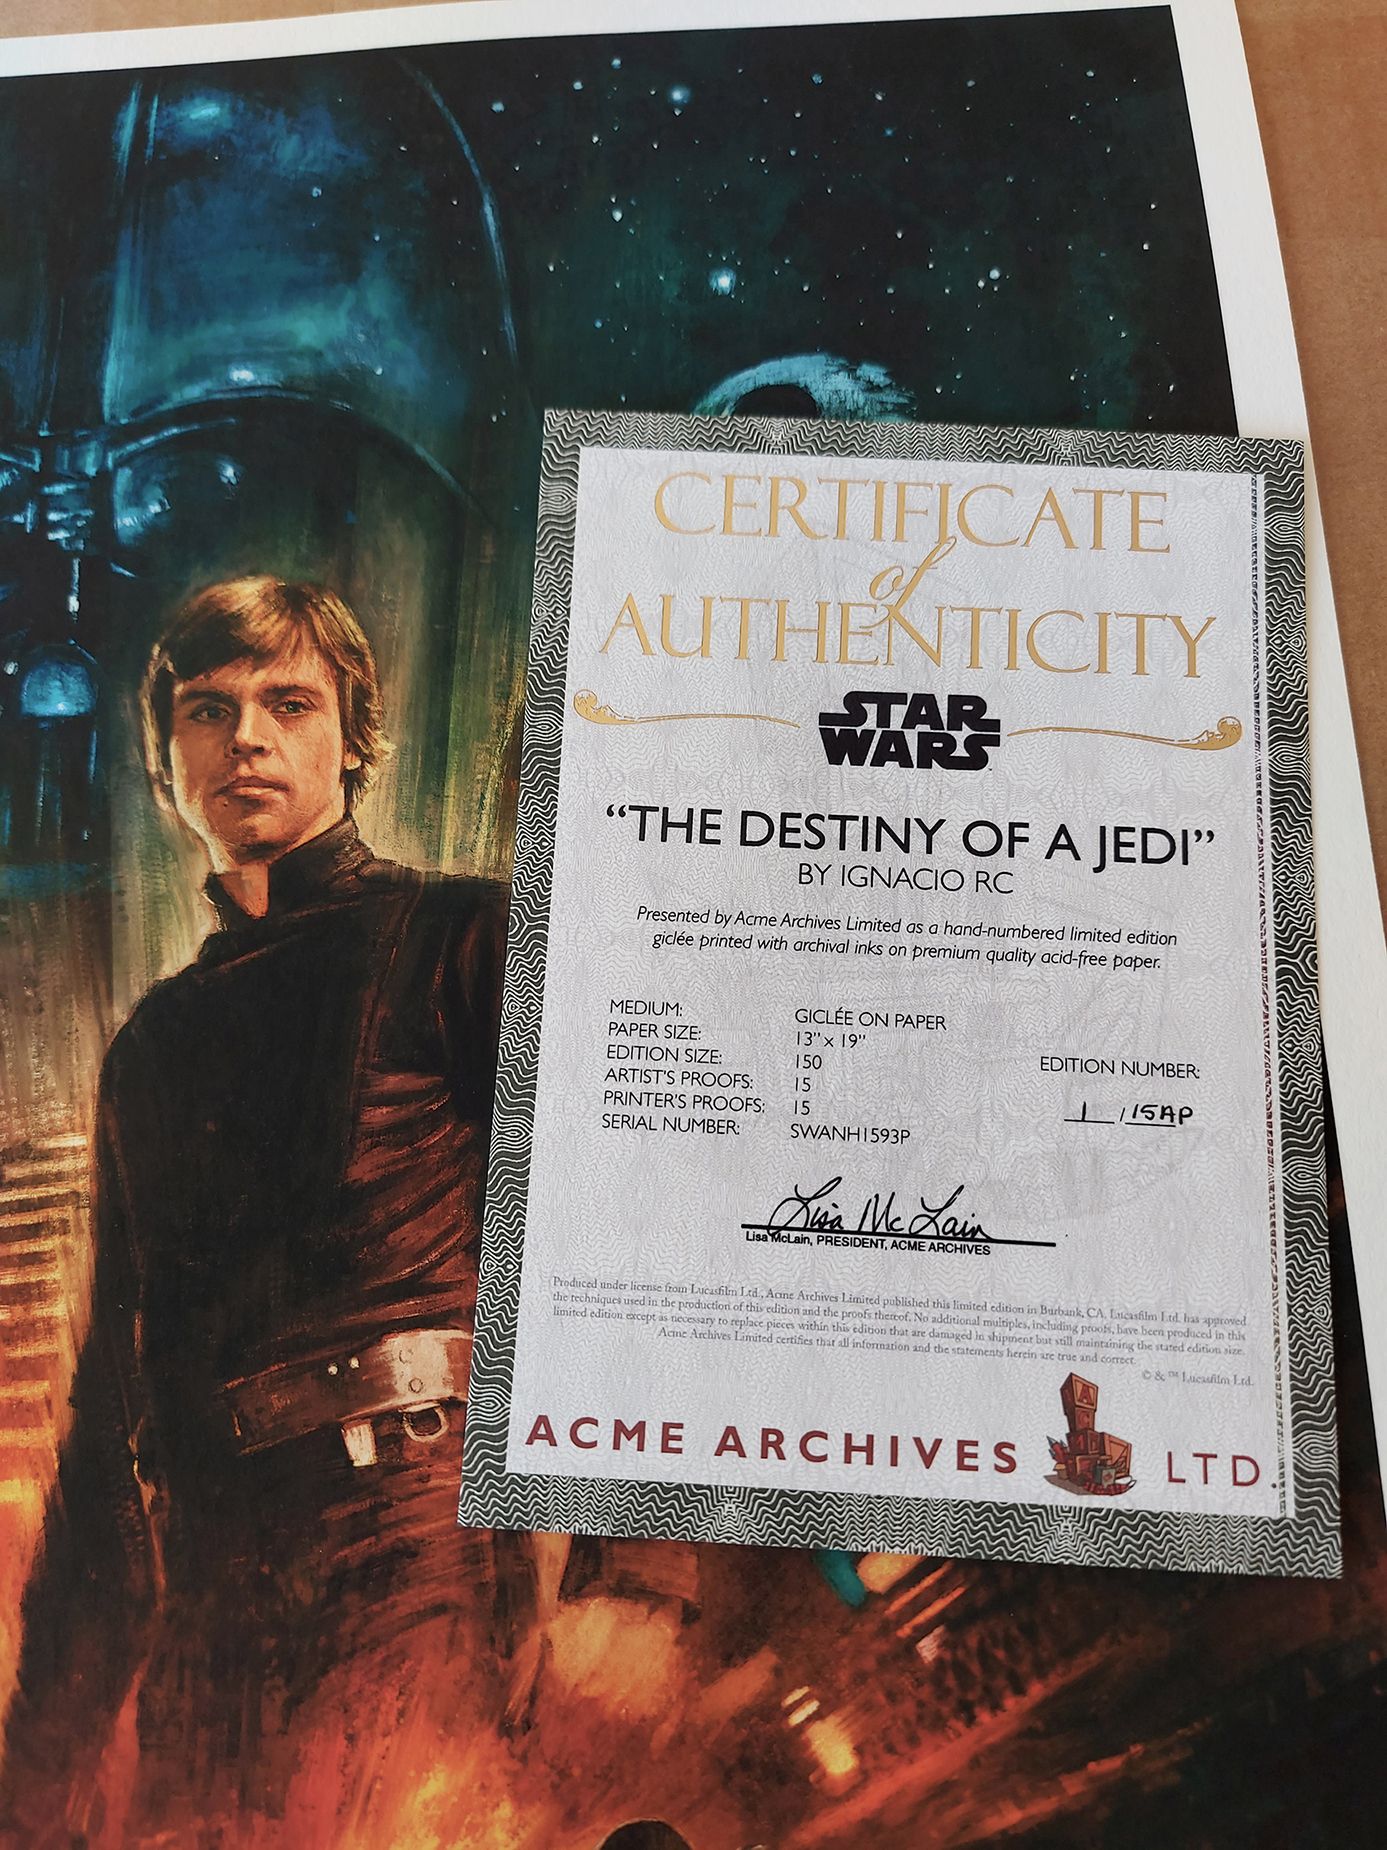 CERTIFICATE
of
AUTHENTICITY
STAR
WARS
“THE DESTINY OF A JEDI”
BY IGNACIO RC
Presented by Acme Archives Limited as a hand-numbered limited edition
giclée printed with archival inks on premium quality acid-free paper.
MEDIUM: GICLÉE ON PAPER
PAPER SIZE: 13” x 19”
EDITION SIZE: 150
ARTIST'S PROOFS: 15
PRINTER'S PROOFS: 15
SERIAL NUMBER: SWANH1593P
EDITION NUMBER:
1 / 15AP
Lisa McLain
Lisa McLain, PRESIDENT, ACME ARCHIVES
Produced under license from Lucasfilm Ltd., Acme Archives Limited published this limited edition in Burbank, CA. Lucasfilm Ltd. has approved
the techniques used in the production of this edition and the proofs thereof. No additional multiples, including proofs, have been produced in this
limited edition except as necessary to replace pieces within this edition that are damaged in shipment but still maintaining the stated edition size.
Acme Archives Limited certifies that all information and the statements herein are true and correct.
© & ™ Lucasfilm Ltd.
ACME ARCHIVES LTD.